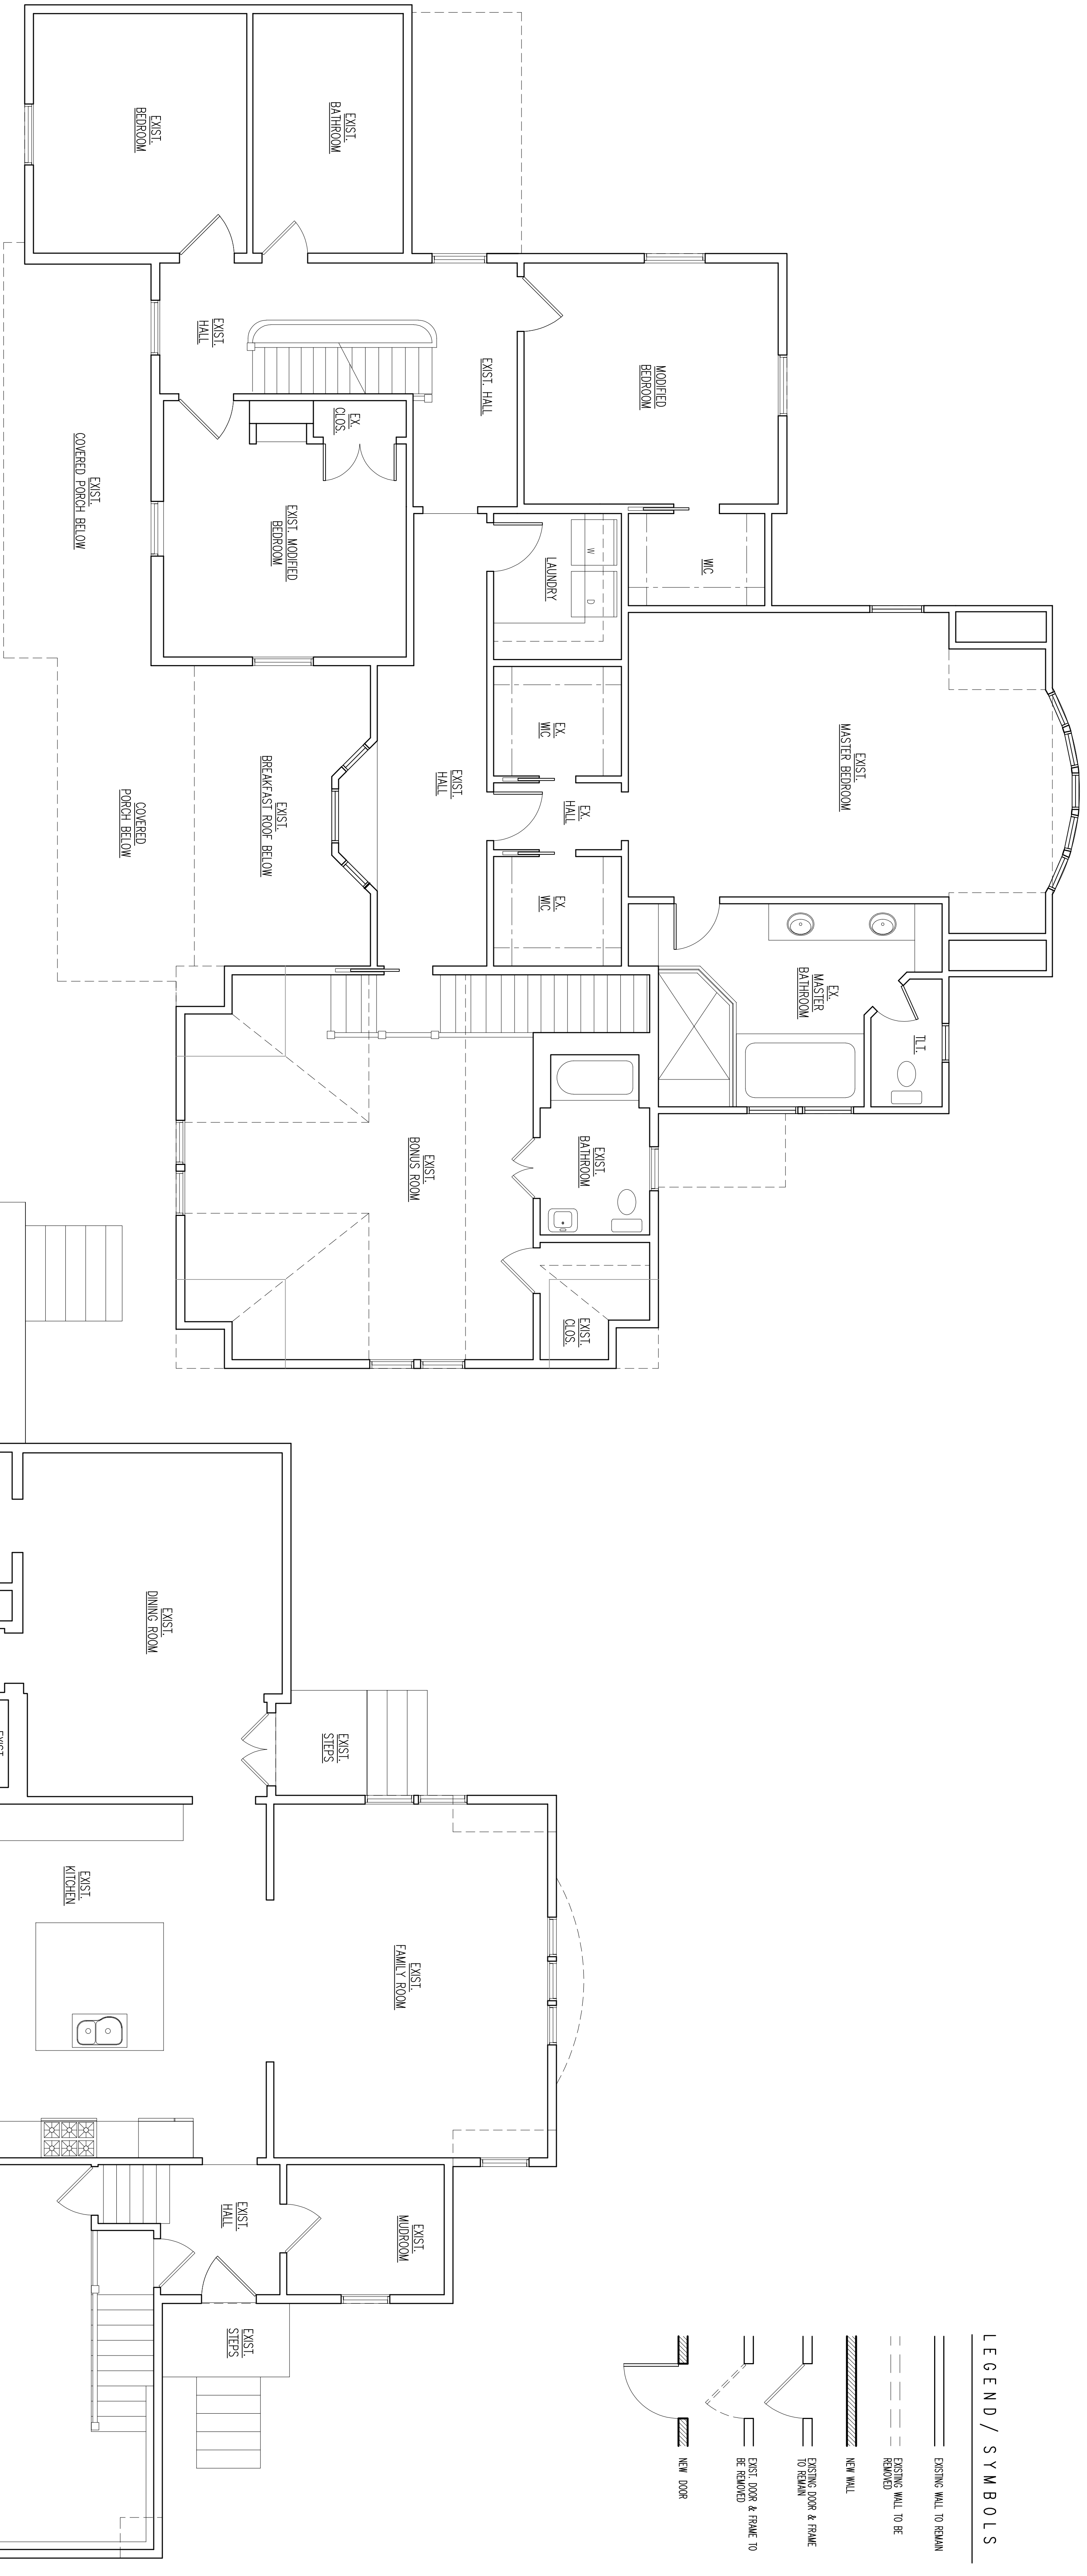 EXIST.
MASTER BEDROOM
EX.
MASTER
BATHROOM
TLT.
MODIFIED
BEDROOM
WIC
LAUNDRY
W
D
EX.
WIC
EX.
HALL
EX.
WIC
EXIST.
BATHROOM
EXIST.
CLOS.
EXIST. HALL
EXIST.
HALL
EXIST.
BONUS ROOM
EXIST.
BATHROOM
EX.
CLOS.
EXIST. MODIFIED
BEDROOM
EXIST.
BREAKFAST ROOF BELOW
EXIST.
HALL
EXIST.
BEDROOM
EXIST.
COVERED PORCH BELOW
COVERED
PORCH BELOW
LEGEND/ SYMBOLS
EXISTING WALL TO REMAIN
EXISTING WALL TO BE
REMOVED
NEW WALL
EXISTING DOOR & FRAME
TO REMAIN
EXIST. DOOR & FRAME TO
BE REMOVED
NEW DOOR
EXIST.
FAMILY ROOM
EXIST.
MUDROOM
EXIST.
STEPS
EXIST.
HALL
EXIST.
STEPS
EXIST.
DINING ROOM
EXIST.
KITCHEN
EXIST.